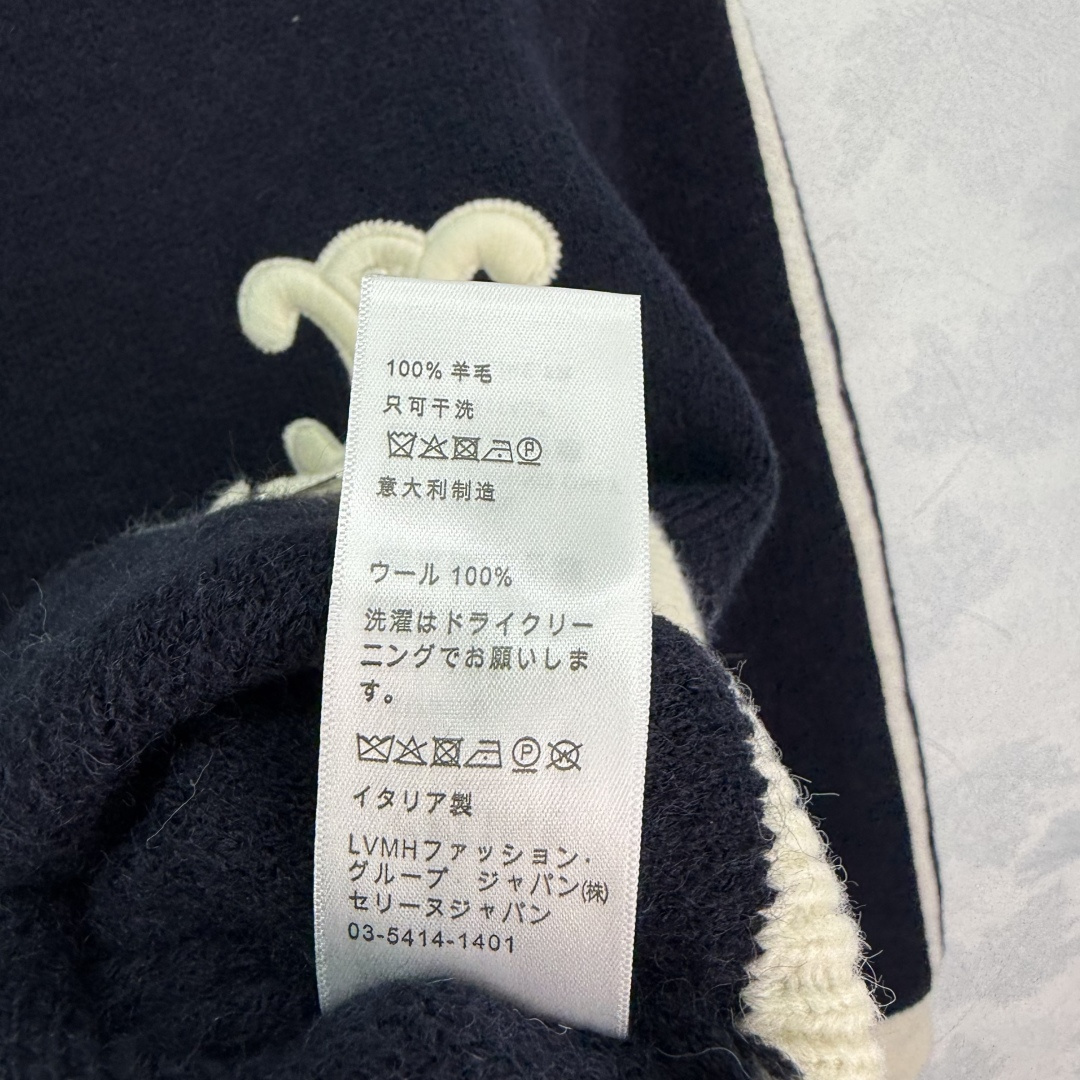 100% 羊毛
只可干洗
P
意大利制造
ウール 100%
洗濯はドライクリー
ニングでお願いしま
す。
P
イタリア製
LVMHファッション・
グループ ジャパン(株)
セリーヌジャパン
03-5414-1401